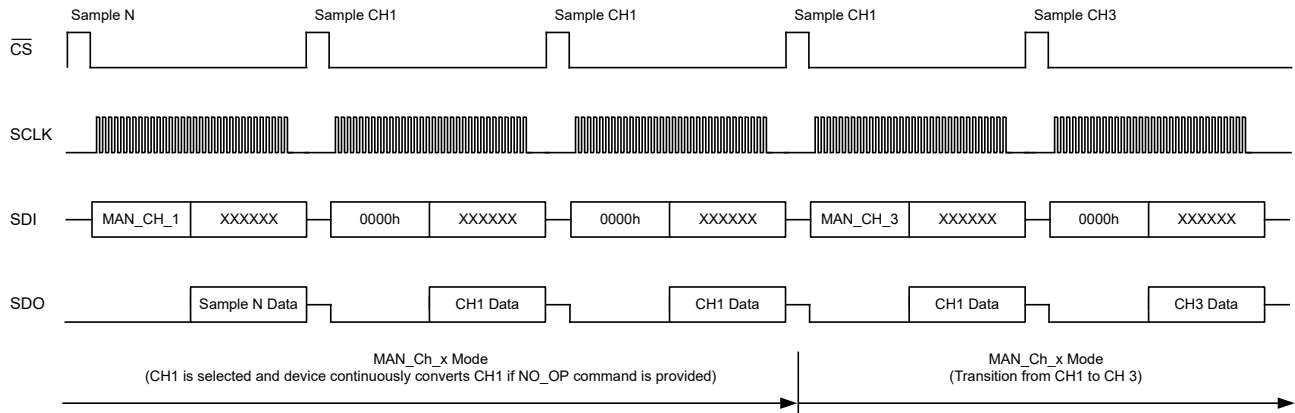 Sample N Sample CH1 Sample CH1 Sample CH1 Sample CH3
CS
SCLK
SDI MAN_CH_1 XXXXXX 0000h XXXXXX 0000h XXXXXX MAN_CH_3 XXXXXX 0000h XXXXXX
SDO Sample N Data CH1 Data CH1 Data CH1 Data CH3 Data
MAN_Ch_x Mode MAN_Ch_x Mode
(CH1 is selected and device continuously converts CH1 if NO_OP command is provided) (Transition from CH1 to CH 3)